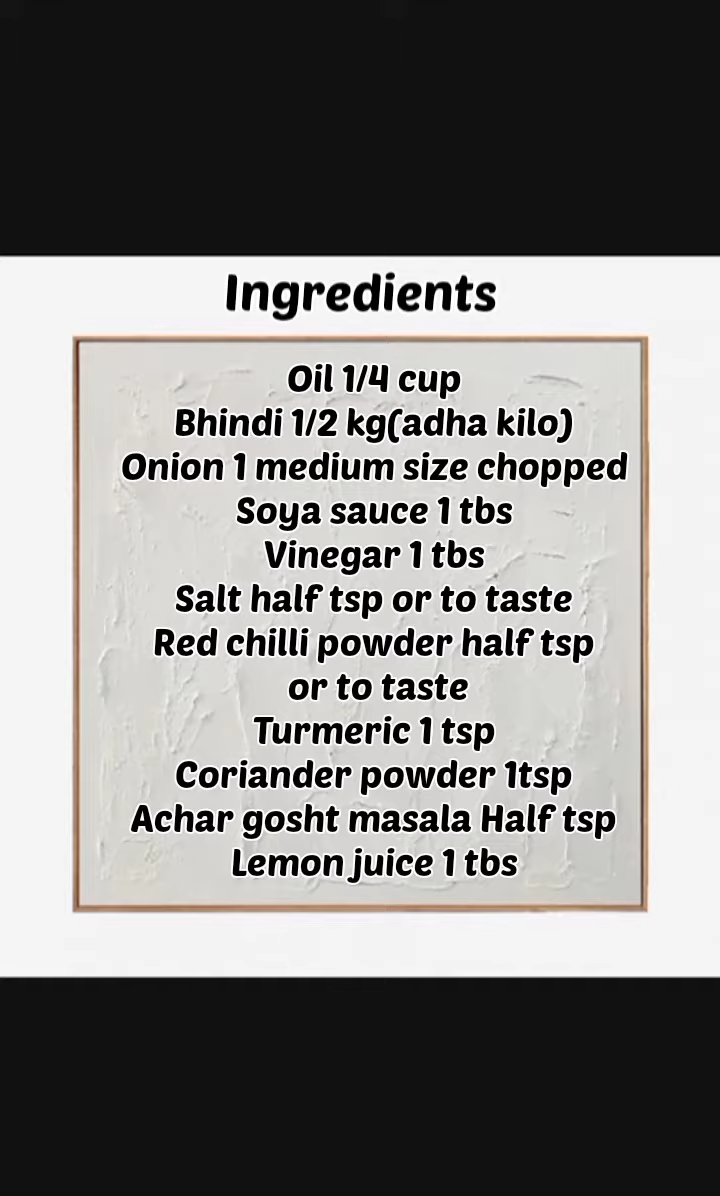 Ingredients
Oil 1/4 cup
Bhindi 1/2 kg(adha kilo)
Onion 1 medium size chopped
Soya sauce 1 tbs
Vinegar 1 tbs
Salt half tsp or to taste
Red chilli powder half tsp
or to taste
Turmeric 1 tsp
Coriander powder 1tsp
Achar gosht masala Half tsp
Lemon juice 1 tbs